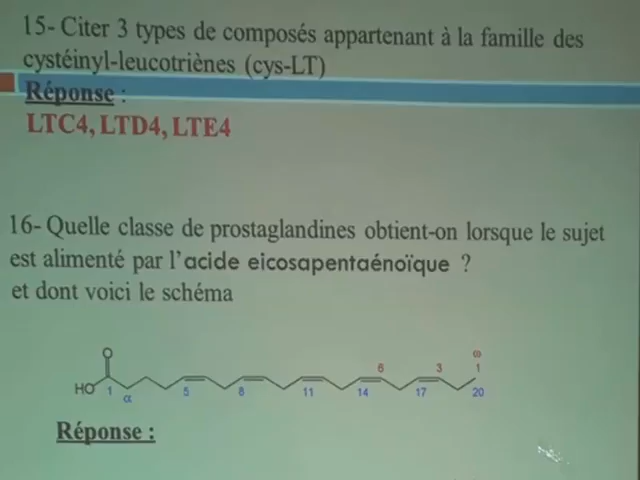 15- Citer 3 types de composés appartenant à la famille des
cystéinyl-leucotriènes (cys-LT)
Réponse :
LTC4, LTD4, LTE4
16- Quelle classe de prostaglandines obtient-on lorsque le sujet
est alimenté par l'acide eicosapentaénoïque ?
et dont voici le schéma
O
HO 1 α 5 8 11 14 6 17 3 ω 1 20
Réponse :